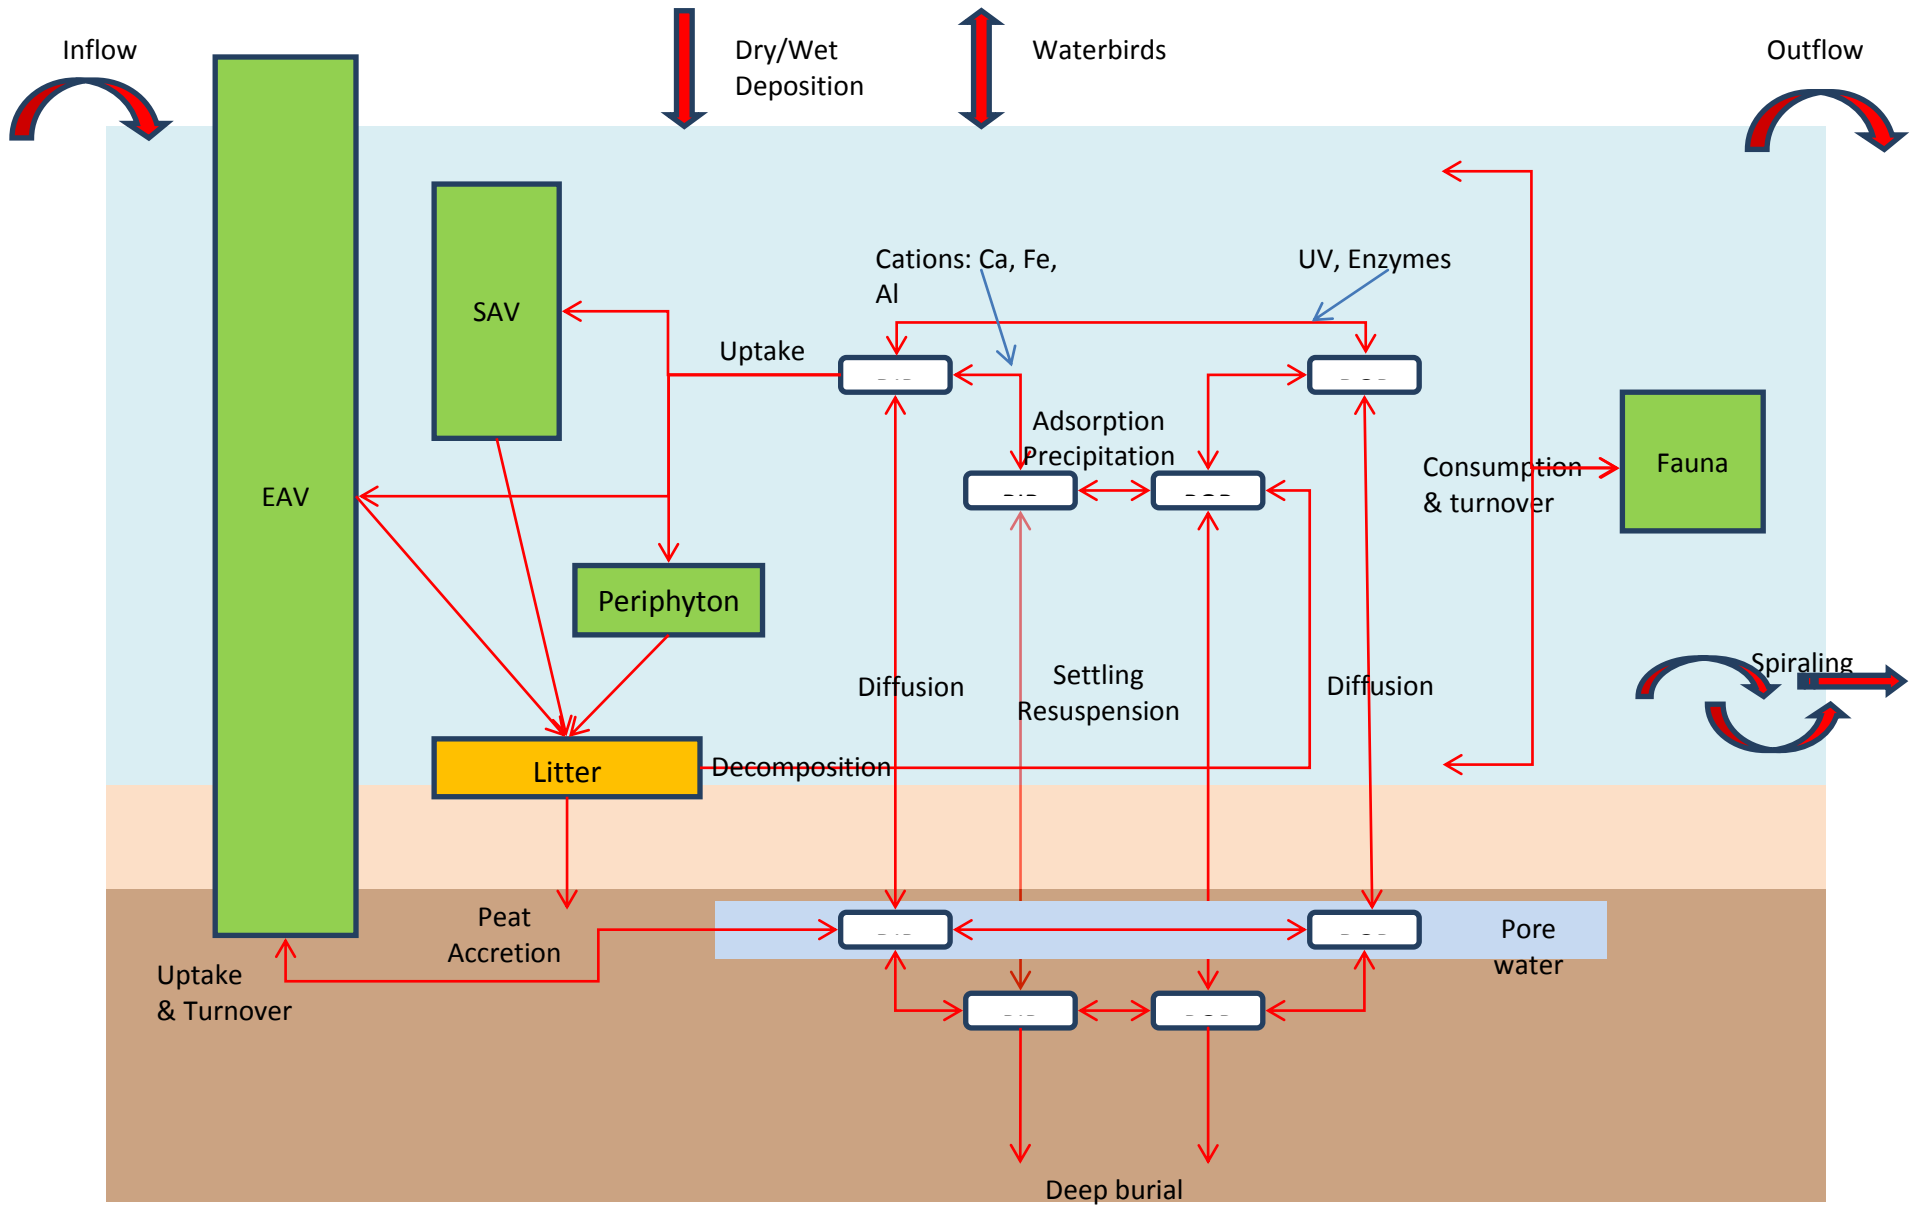 Inflow
Dry/Wet
Deposition
Waterbirds
Outflow
Cations: Ca, Fe,
Al
UV, Enzymes
SAV
Uptake
Adsorption
Precipitation
Consumption
& turnover
Fauna
EAV
Periphyton
Diffusion
Settling
Resuspension
Diffusion
Spiraling
Litter
Decomposition
Peat
Accretion
Pore
water
Uptake
& Turnover
Deep burial